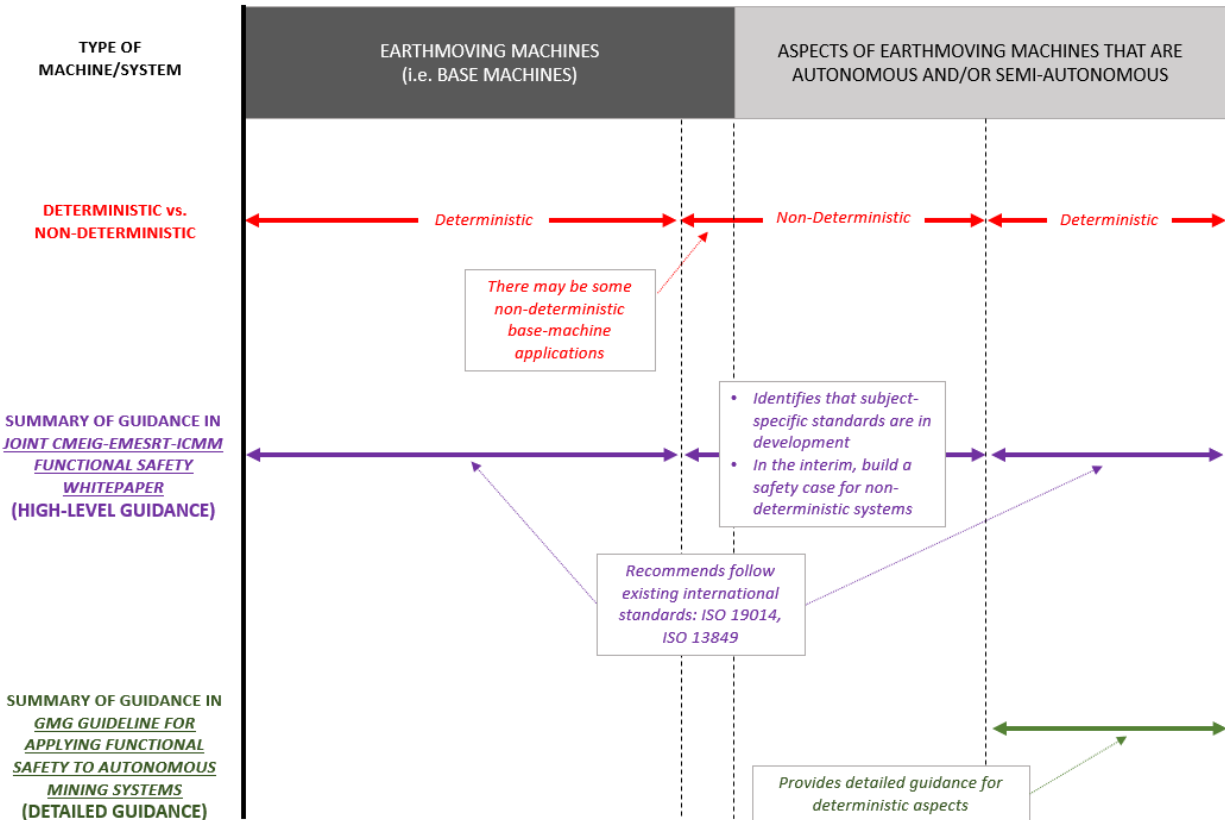 TYPE OF
MACHINE/SYSTEM
EARTHMOVING MACHINES
(i.e. BASE MACHINES)
ASPECTS OF EARTHMOVING MACHINES THAT ARE
AUTONOMOUS AND/OR SEMI-AUTONOMOUS
DETERMINISTIC vs.
NON-DETERMINISTIC
Deterministic
Non-Deterministic
Deterministic
There may be some
non-deterministic
base-machine
applications
SUMMARY OF GUIDANCE IN
JOINT CMEIG-EMESRT-ICMM
FUNCTIONAL SAFETY
WHITEPAPER
(HIGH-LEVEL GUIDANCE)
• Identifies that subject-
specific standards are in
development
• In the interim, build a
safety case for non-
deterministic systems
Recommends follow
existing international
standards: ISO 19014,
ISO 13849
SUMMARY OF GUIDANCE IN
GMG GUIDELINE FOR
APPLYING FUNCTIONAL
SAFETY TO AUTONOMOUS
MINING SYSTEMS
(DETAILED GUIDANCE)
Provides detailed guidance for
deterministic aspects